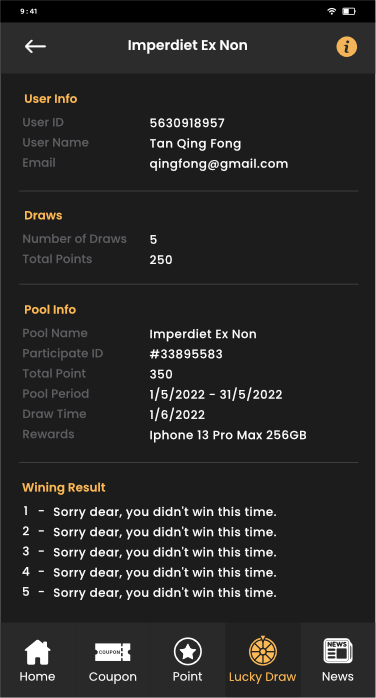 9:41
Imperdiet Ex Non
i
User Info
User ID 5630918957
User Name Tan Qing Fong
Email qingfong@gmail.com
Draws
Number of Draws 5
Total Points 250
Pool Info
Pool Name Imperdiet Ex Non
Participate ID #33895583
Total Point 350
Pool Period 1/5/2022 - 31/5/2022
Draw Time 1/6/2022
Rewards Iphone 13 Pro Max 256GB
Wining Result
1 - Sorry dear, you didn't win this time.
2 - Sorry dear, you didn't win this time.
3 - Sorry dear, you didn't win this time.
4 - Sorry dear, you didn't win this time.
5 - Sorry dear, you didn't win this time.
COUPON NEWS
Home Coupon Point Lucky Draw News